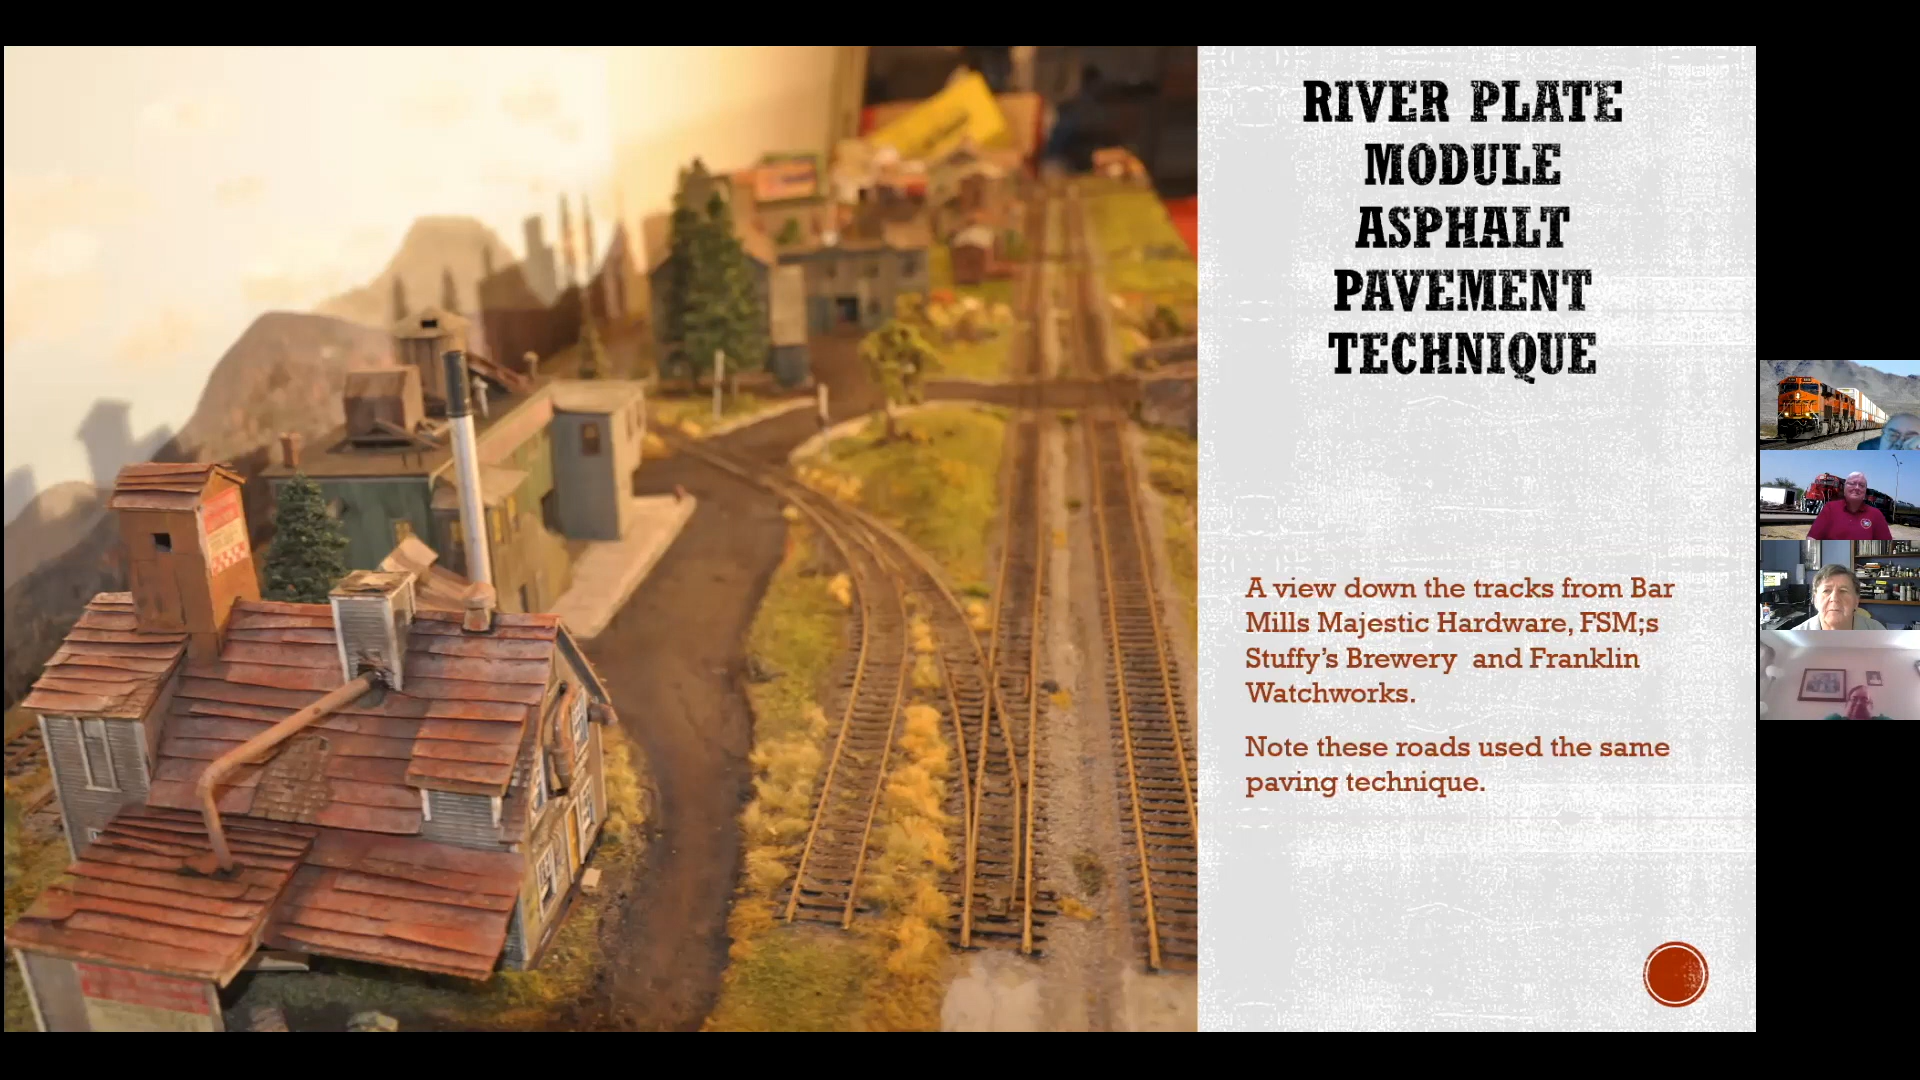 RIVER PLATE
MODULE
ASPHALT
PAVEMENT
TECHNIQUE
A view down the tracks from Bar
Mills Majestic Hardware, FSM;s
Stuffy's Brewery  and Franklin
Watchworks.
Note these roads used the same
paving technique.